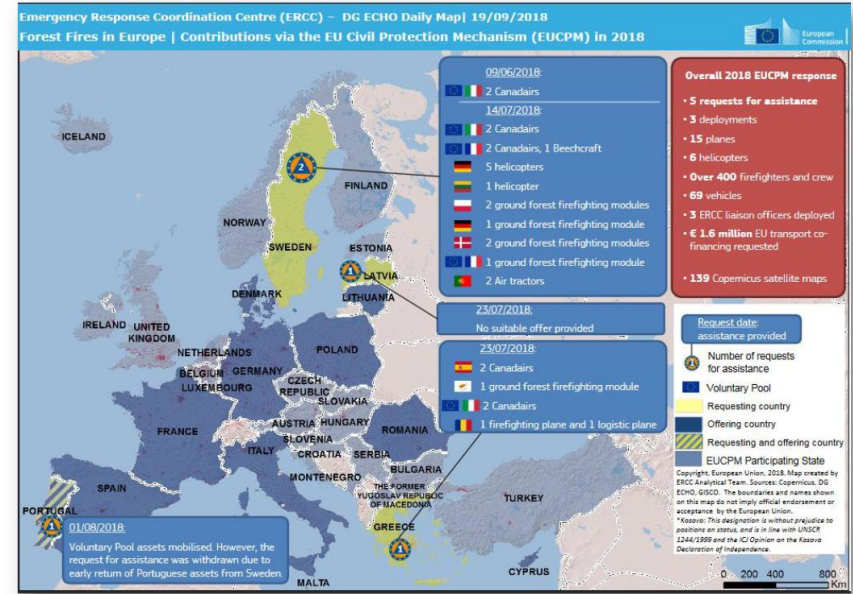 Emergency Response Coordination Centre (ERCC) – DG ECHO Daily Map| 19/09/2018
Forest Fires in Europe | Contributions via the EU Civil Protection Mechanism (EUCPM) in 2018
European
Commission
09/06/2018:
2 Canadairs
14/07/2018:
2 Canadairs
2 Canadairs, 1 Beechcraft
5 helicopters
1 helicopter
2 ground forest firefighting modules
1 ground forest firefighting module
2 ground forest firefighting modules
1 ground forest firefighting module
2 Air tractors
23/07/2018:
No suitable offer provided
23/07/2018:
2 Canadairs
1 ground forest firefighting module
2 Canadairs
1 firefighting plane and 1 logistic plane
Overall 2018 EUCPM response
• 5 requests for assistance
• 3 deployments
• 15 planes
• 6 helicopters
• Over 400 firefighters and crew
• 69 vehicles
• 3 ERCC liaison officers deployed
• € 1.6 million EU transport co-
financing requested
• 139 Copernicus satellite maps
Request date:
assistance provided
1
Number of requests
for assistance
Voluntary Pool
Requesting country
Offering country
Requesting and offering country
EUCPM Participating State
Copyright, European Union, 2018. Map created by
ERCC Analytical Team. Sources: Copernicus, DG
ECHO, GISCO. The boundaries and names shown
on this map do not imply official endorsement or
acceptance by the European Union.
*Kosovo: This designation is without prejudice to
positions on status, and is in line with UNSCR
1244/1999 and the ICJ Opinion on the Kosovo
Declaration of Independence.
0 200 400 800
Km
ICELAND
2
FINLAND
NORWAY
SWEDEN
ESTONIA
1
LATVIA
DENMARK
LITHUANIA
IRELAND
UNITED
KINGDOM
NETHERLANDS
POLAND
BELGIUM
GERMANY
LUXEMBOURG
CZECH
REPUBLIC
SLOVAKIA
FRANCE
AUSTRIA
HUNGARY
SLOVENIA
ROMANIA
ITALY
CROATIA
SERBIA
MONTENEGRO
BULGARIA
THE FORMER
YUGOSLAV REPUBLIC
OF MACEDONIA
SPAIN
PORTUGAL
1
TURKEY
GREECE
1
CYPRUS
MALTA
01/08/2018:
Voluntary Pool assets mobilised. However, the
request for assistance was withdrawn due to
early return of Portuguese assets from Sweden.